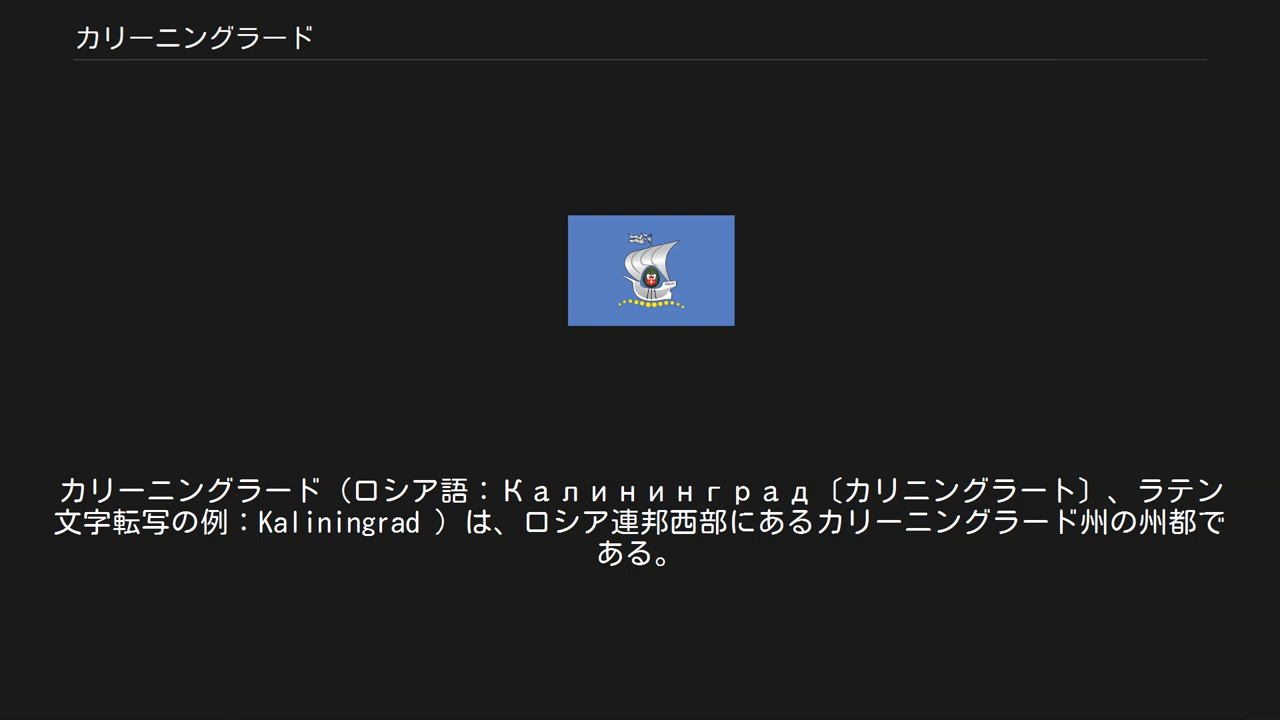 カリーニングラード
カリーニングラード（ロシア語：Калининград〔カリニングラート〕、ラテン
文字転写の例：Kaliningrad ）は、ロシア連邦西部にあるカリーニングラード州の州都で
ある。